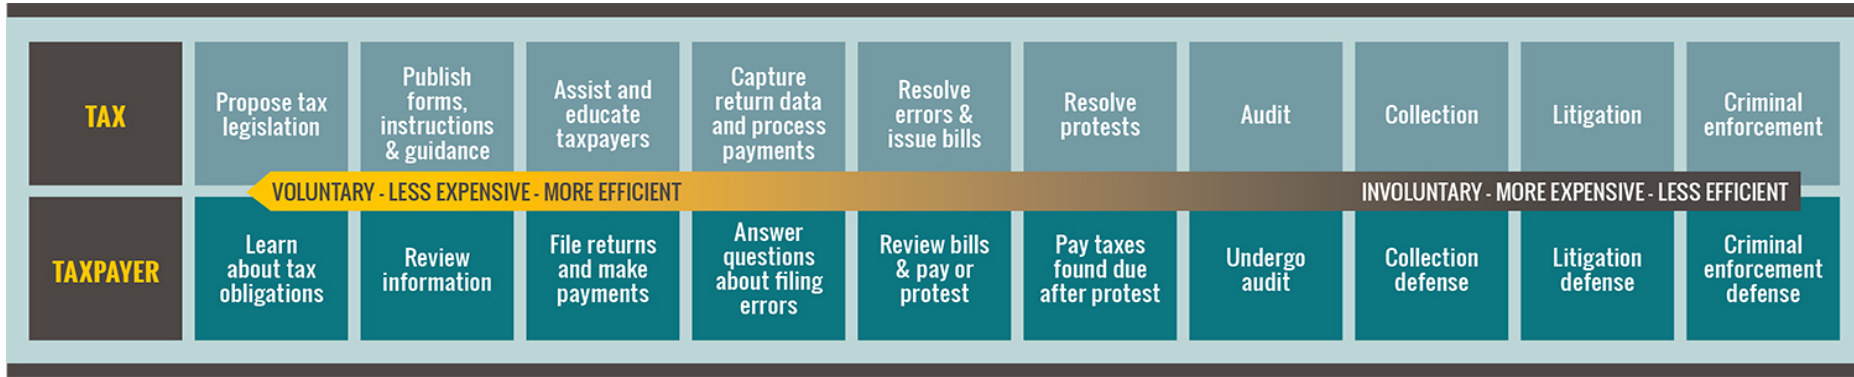 TAX
Propose tax
legislation
Publish
forms,
instructions
& guidance
Assist and
educate
taxpayers
Capture
return data
and process
payments
Resolve
errors &
issue bills
Resolve
protests
Audit
Collection
Litigation
Criminal
enforcement
VOLUNTARY - LESS EXPENSIVE - MORE EFFICIENT
INVOLUNTARY - MORE EXPENSIVE - LESS EFFICIENT
TAXPAYER
Learn
about tax
obligations
Review
information
File returns
and make
payments
Answer
questions
about filing
errors
Review bills
& pay or
protest
Pay taxes
found due
after protest
Undergo
audit
Collection
defense
Litigation
defense
Criminal
enforcement
defense